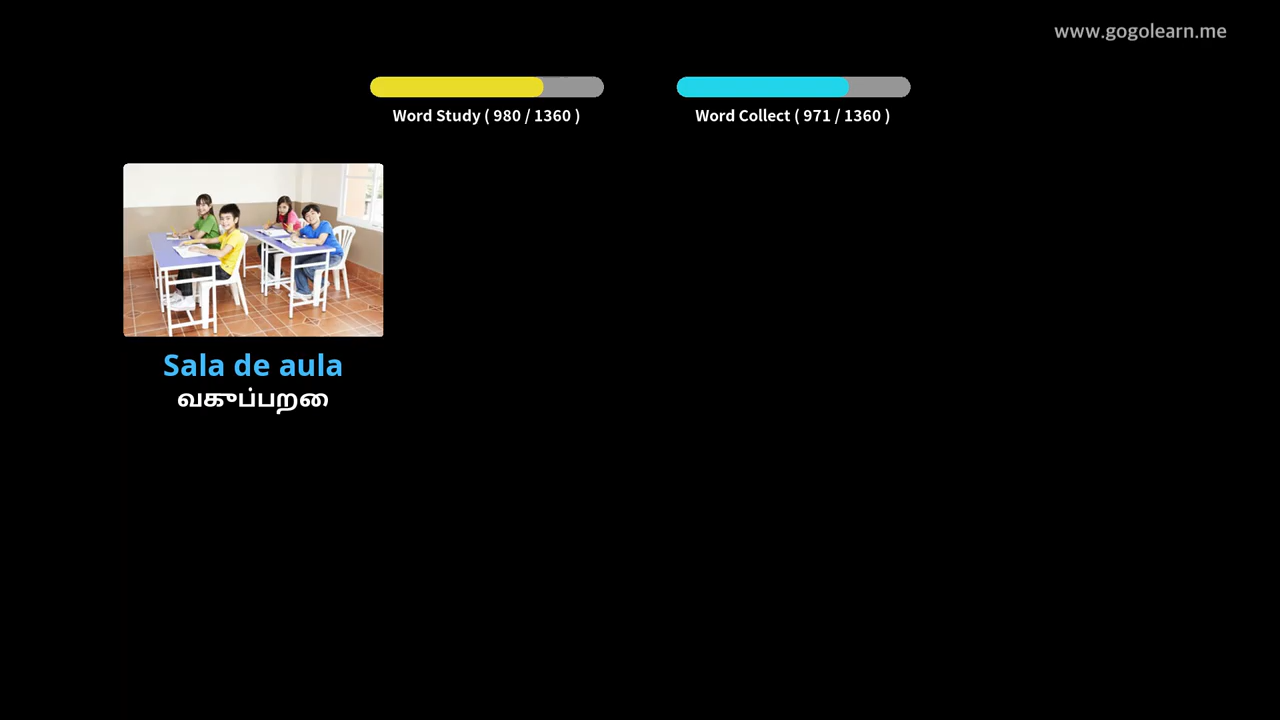 www.gogolearn.me
Word Study ( 980 / 1360 )
Word Collect ( 971 / 1360 )
Sala de aula
வகுப்பறை